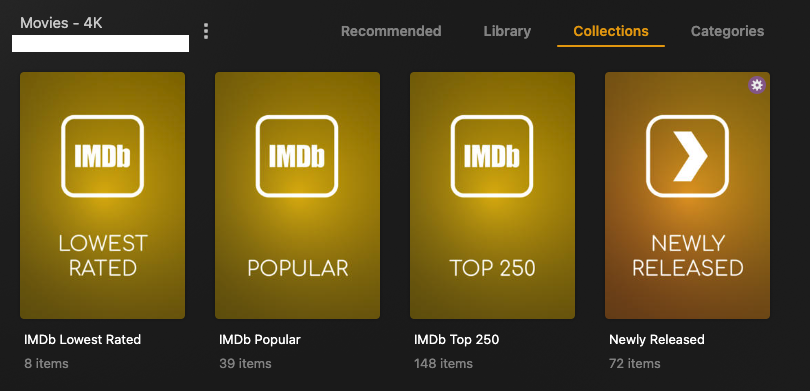 Movies - 4K
Recommended
Library
Collections
Categories
IMDb
LOWEST
RATED
IMDb
POPULAR
IMDb
TOP 250
NEWLY
RELEASED
IMDb Lowest Rated
8 items
IMDb Popular
39 items
IMDb Top 250
148 items
Newly Released
72 items